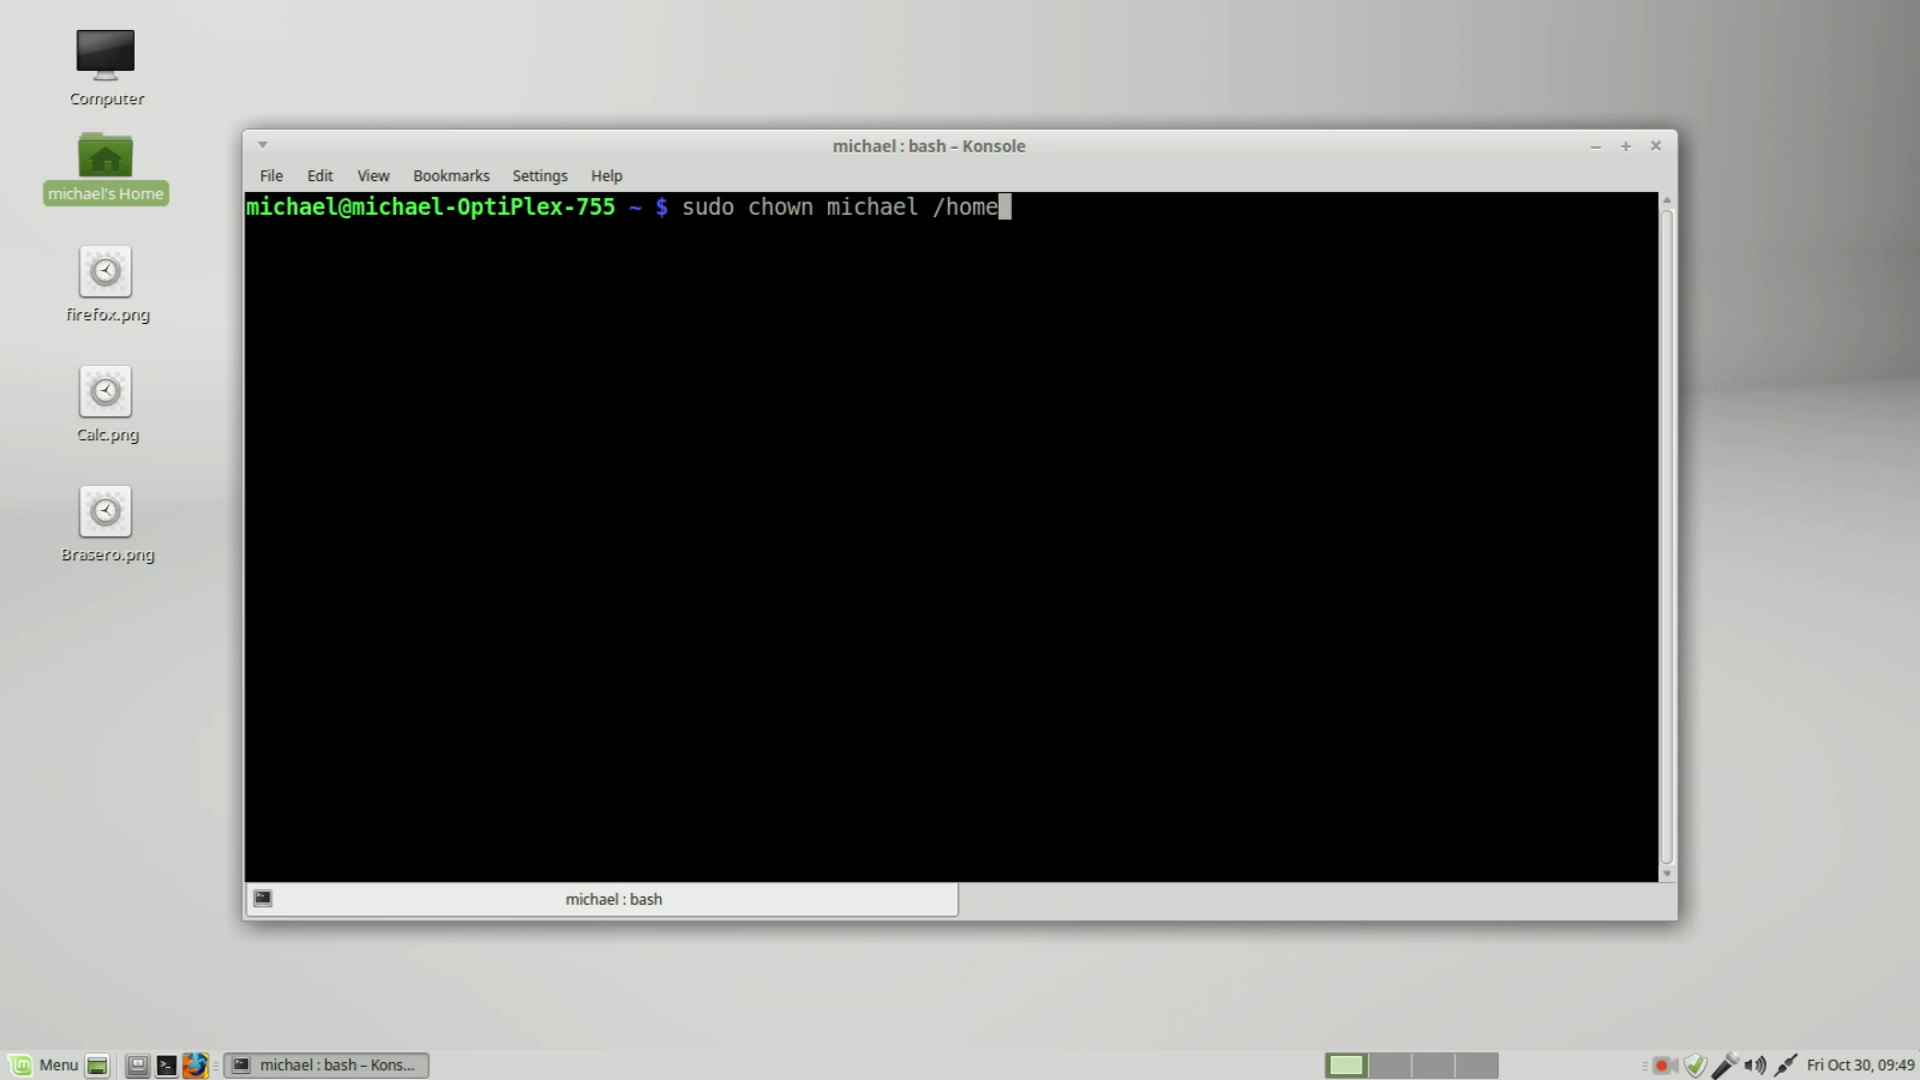 Computer
michael's Home
firefox.png
Calc.png
Brasero.png
michael : bash – Konsole
File Edit View Bookmarks Settings Help
michael@michael-OptiPlex-755 ~ $ sudo chown michael /home
michael : bash
Menu
michael : bash – Kons...
Fri Oct 30, 09:49